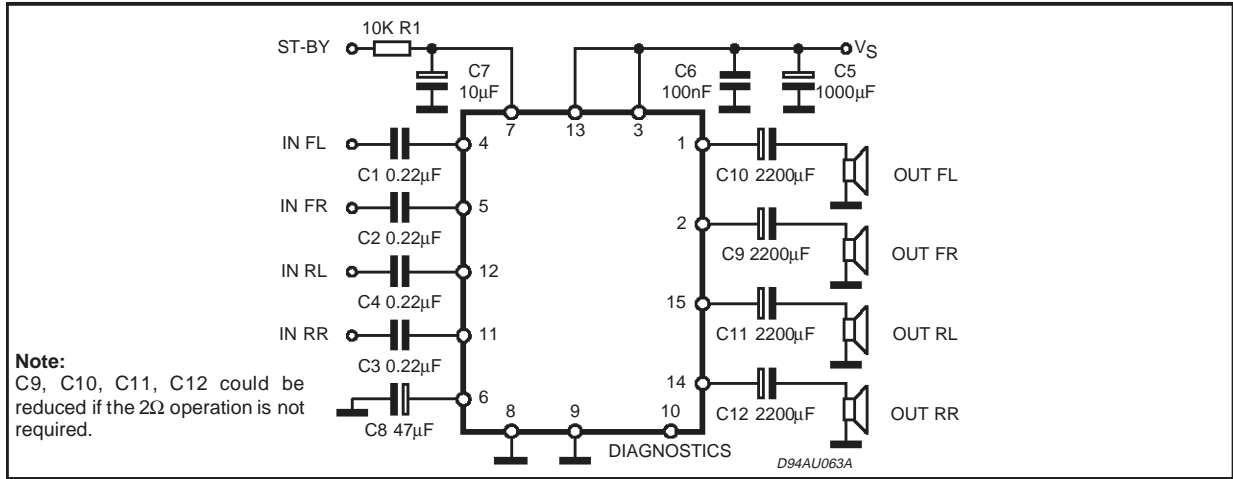 10K R1
ST-BY
VS
C7
10µF
C6
100nF
C5
1000µF
7
13
3
IN FL
4
C1 0.22µF
1
C10 2200µF
OUT FL
IN FR
5
C2 0.22µF
2
C9 2200µF
OUT FR
IN RL
12
C4 0.22µF
15
C11 2200µF
OUT RL
IN RR
11
C3 0.22µF
14
C12 2200µF
OUT RR
6
C8 47µF
8
9
10
DIAGNOSTICS
Note:
C9, C10, C11, C12 could be
reduced if the 2Ω operation is not
required.
D94AU063A